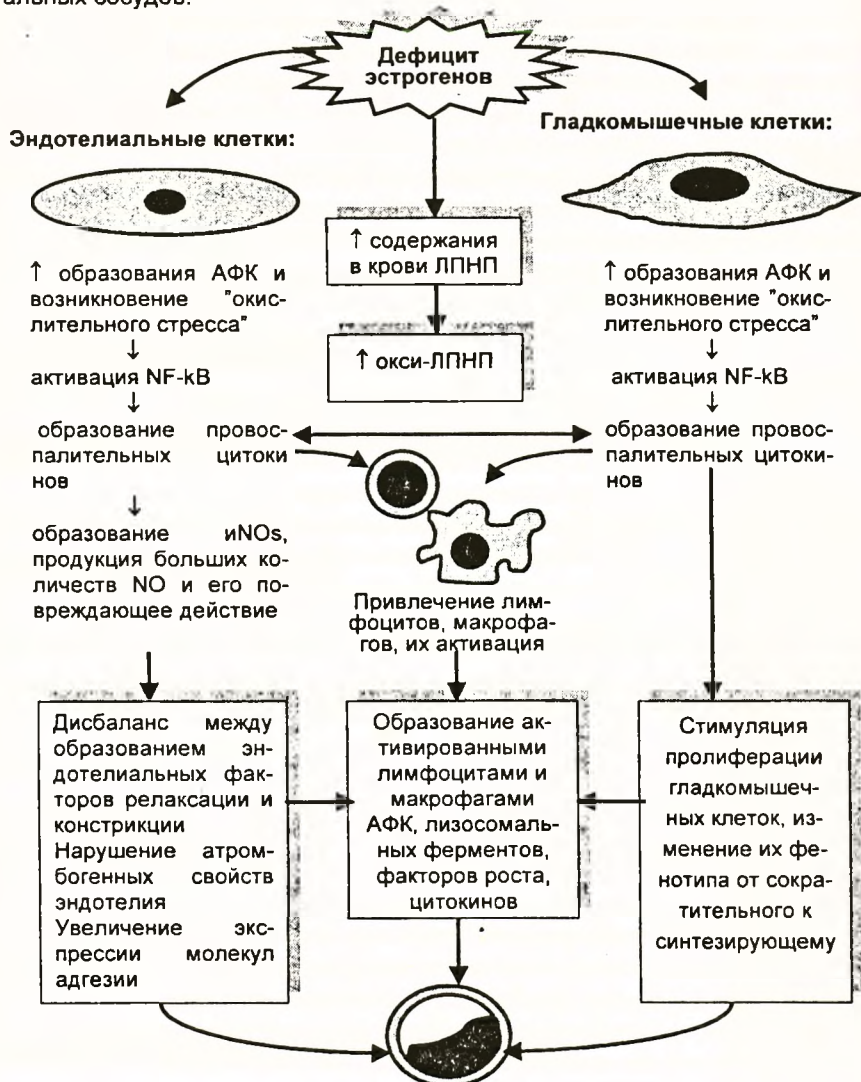 альных сосудов.
Дефицит
эстрогенов
Эндотелиальные клетки:
Гладкомышечные клетки:
↑ содержания
в крови ЛПНП
↑ окси-ЛПНП
↑ образования АФК и
возникновение "окис-
лительного стресса"
↓
активация NF-kB
↓
образование провос-
палительных цитоки
нов
↓
образование иNOs,
продукция больших ко-
личеств NO и его по-
вреждающее действие
↑ образования АФК и
возникновение "окис-
лительного стресса"
↓
активация NF-kB
↓
образование провос-
палительных цитоки-
нов
Привлечение лим-
фоцитов, макрофа-
гов, их активация
Дисбаланс между
образованием эн-
дотелиальных фак-
торов релаксации и
констрикции
Нарушение атром-
богенных свойств
эндотелия
Увеличение экс-
прессии молекул
адгезии
Образование ак-
тивированными
лимфоцитами и
макрофагами
АФК, лизосомаль-
ных ферментов,
факторов роста,
цитокинов
Стимуляция
пролиферации
гладкомышеч-
ных клеток, из-
менение их фе-
нотипа от сокра-
тительного к
синтезирующему